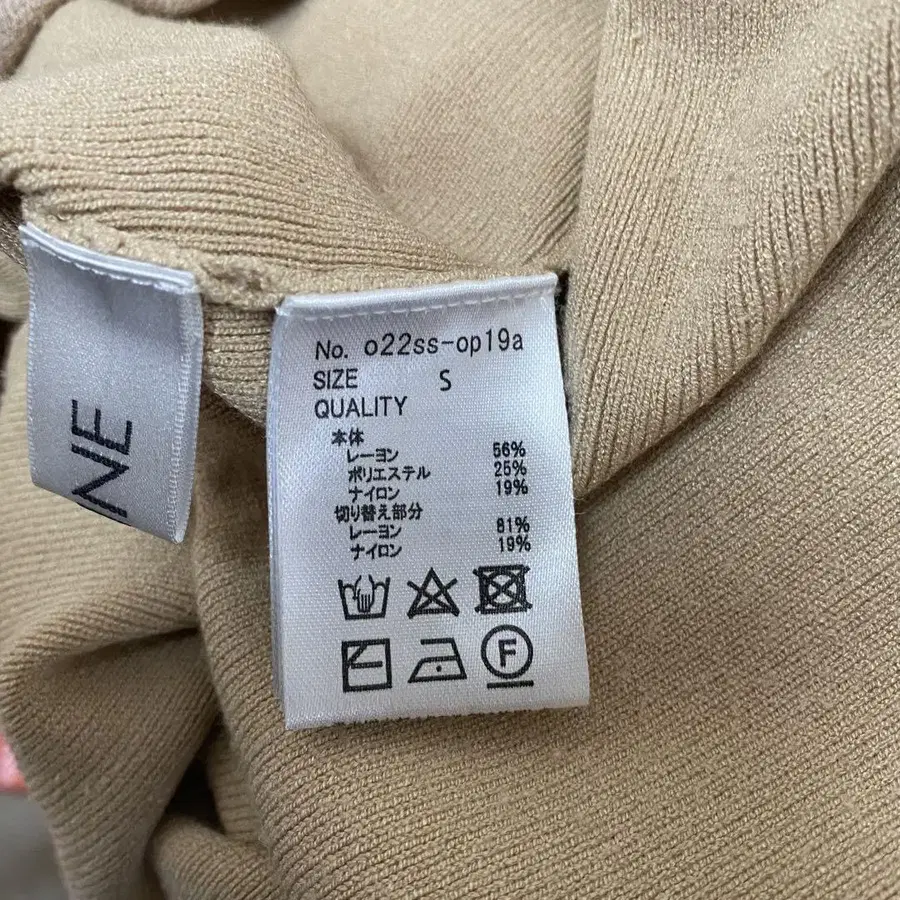 INE
No. o22ss-op19a
SIZE S
QUALITY
本体
レーヨン 56%
ポリエステル 25%
ナイロン 19%
切り替え部分
レーヨン 81%
ナイロン 19%
F